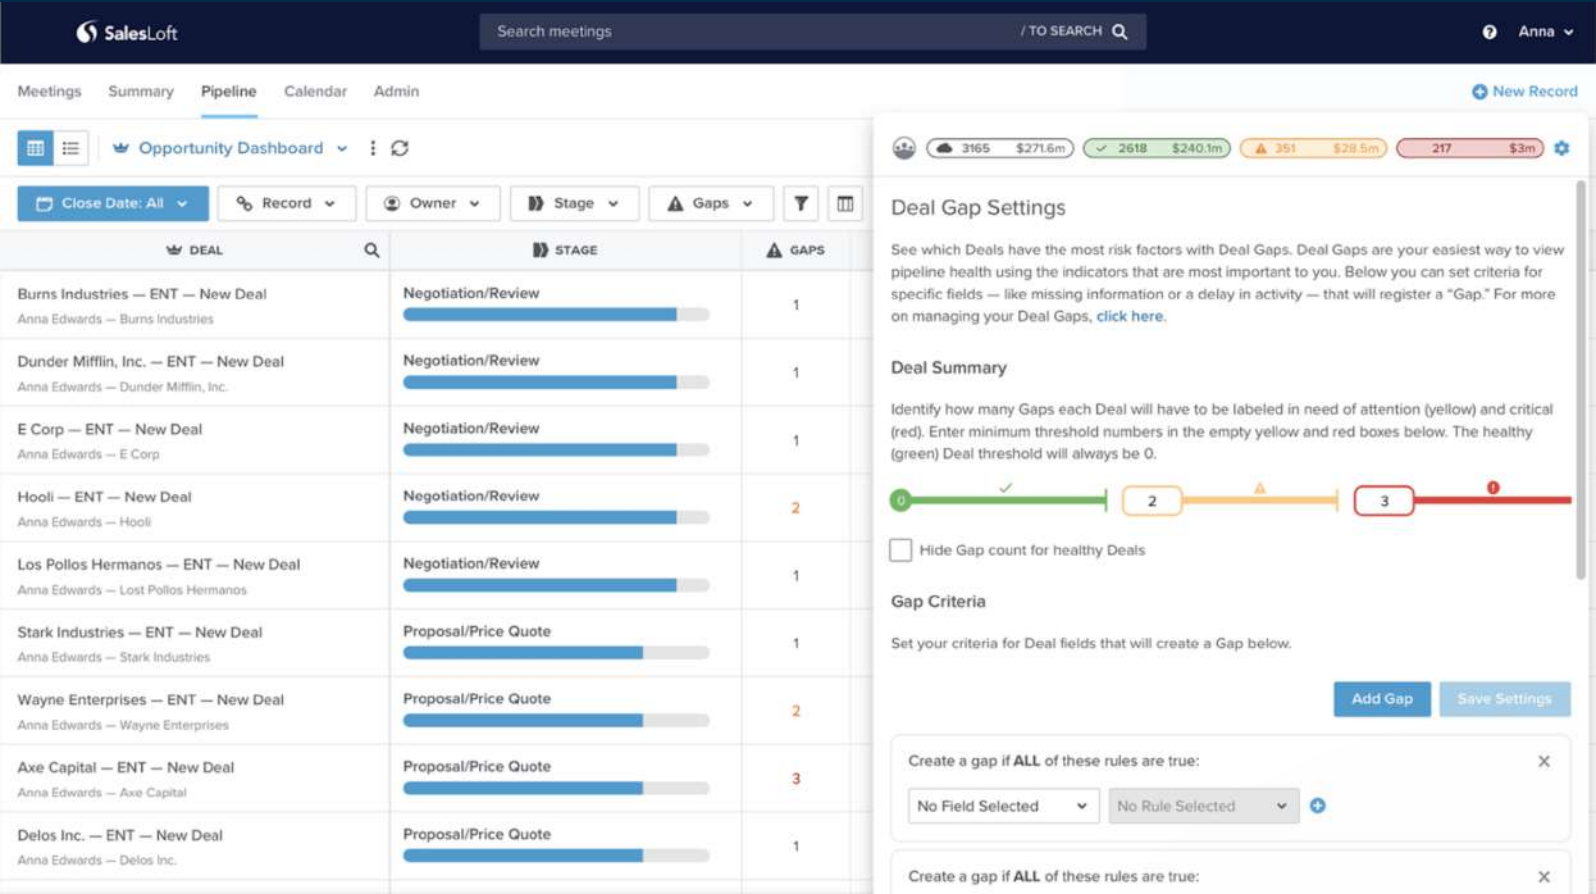 SalesLoft
Search meetings
/ TO SEARCH
Anna
Meetings
Summary
Pipeline
Calendar
Admin
New Record
Opportunity Dashboard
3165 $271.6m
2618 $240.1m
351 $28.5m
217 $3m
Close Date: All
Record
Owner
Stage
Gaps
DEAL
STAGE
GAPS
Burns Industries — ENT — New Deal
Anna Edwards — Burns Industries
Negotiation/Review
1
Dunder Mifflin, Inc. — ENT — New Deal
Anna Edwards — Dunder Mifflin, Inc.
Negotiation/Review
1
E Corp — ENT — New Deal
Anna Edwards — E Corp
Negotiation/Review
1
Hooli — ENT — New Deal
Anna Edwards — Hooli
Negotiation/Review
2
Los Pollos Hermanos — ENT — New Deal
Anna Edwards — Lost Pollos Hermanos
Negotiation/Review
1
Stark Industries — ENT — New Deal
Anna Edwards — Stark Industries
Proposal/Price Quote
1
Wayne Enterprises — ENT — New Deal
Anna Edwards — Wayne Enterprises
Proposal/Price Quote
2
Axe Capital — ENT — New Deal
Anna Edwards — Axe Capital
Proposal/Price Quote
3
Delos Inc. — ENT — New Deal
Anna Edwards — Delos Inc.
Proposal/Price Quote
1
Deal Gap Settings
See which Deals have the most risk factors with Deal Gaps. Deal Gaps are your easiest way to view
pipeline health using the indicators that are most important to you. Below you can set criteria for
specific fields — like missing information or a delay in activity — that will register a “Gap.” For more
on managing your Deal Gaps, click here.
Deal Summary
Identify how many Gaps each Deal will have to be labeled in need of attention (yellow) and critical
(red). Enter minimum threshold numbers in the empty yellow and red boxes below. The healthy
(green) Deal threshold will always be 0.
0
2
3
Hide Gap count for healthy Deals
Gap Criteria
Set your criteria for Deal fields that will create a Gap below.
Add Gap
Save Settings
Create a gap if ALL of these rules are true:
No Field Selected
No Rule Selected
Create a gap if ALL of these rules are true: